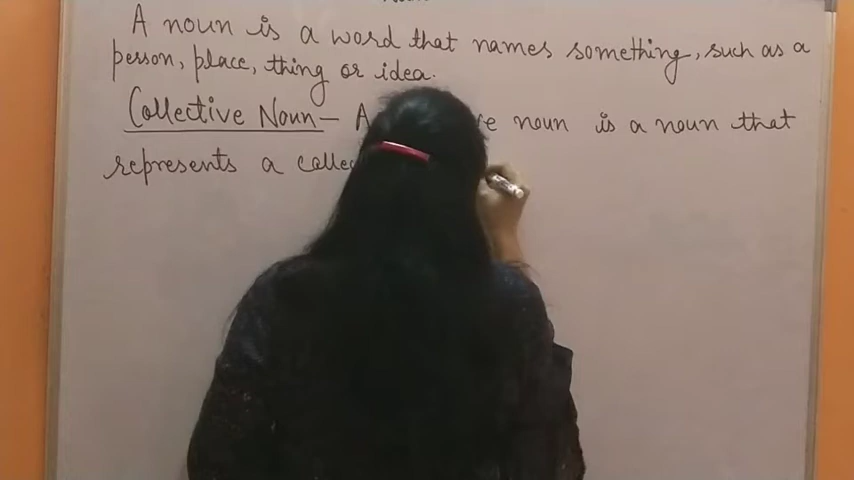 A noun is a word that names something, such as a
person, place, thing or idea.
Collective Noun - A noun is a noun that
represents a